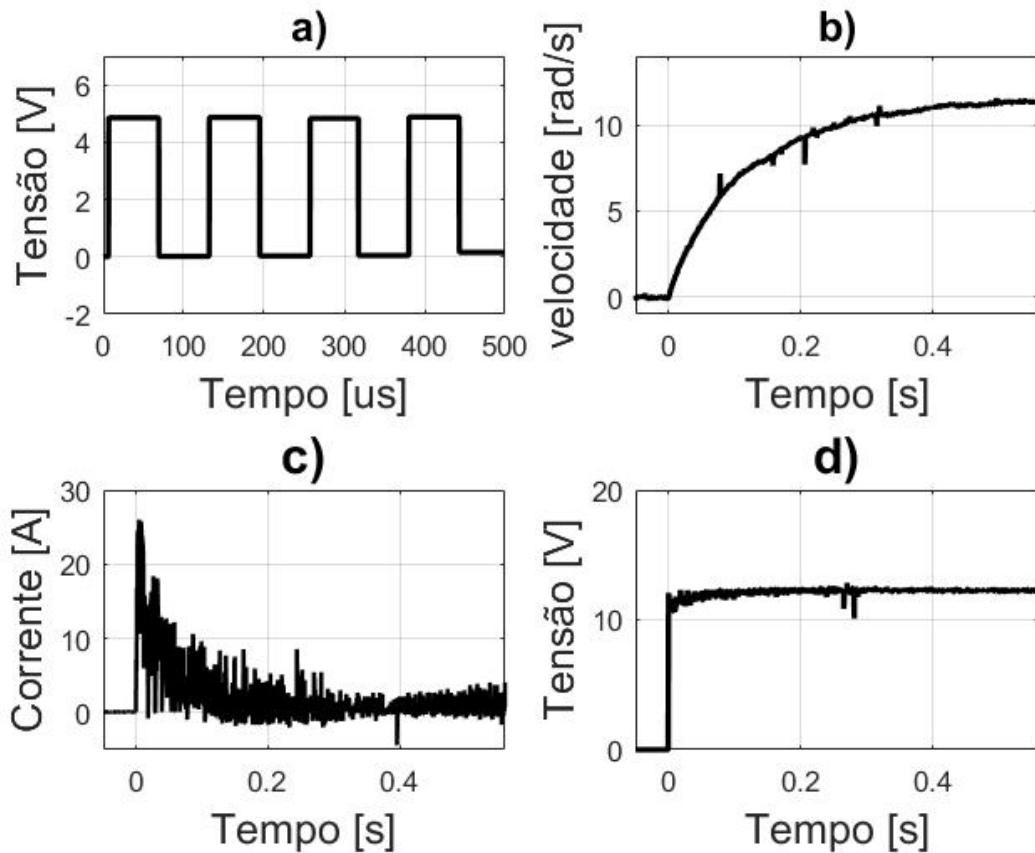 a)
Tensão [V]
6
4
2
0
-2
0 100 200 300 400 500
Tempo [us]
b)
velocidade [rad/s]
10
5
0
0 0.2 0.4
Tempo [s]
c)
Corrente [A]
30
20
10
0
0 0.2 0.4
Tempo [s]
d)
Tensão [V]
20
10
0
0 0.2 0.4
Tempo [s]